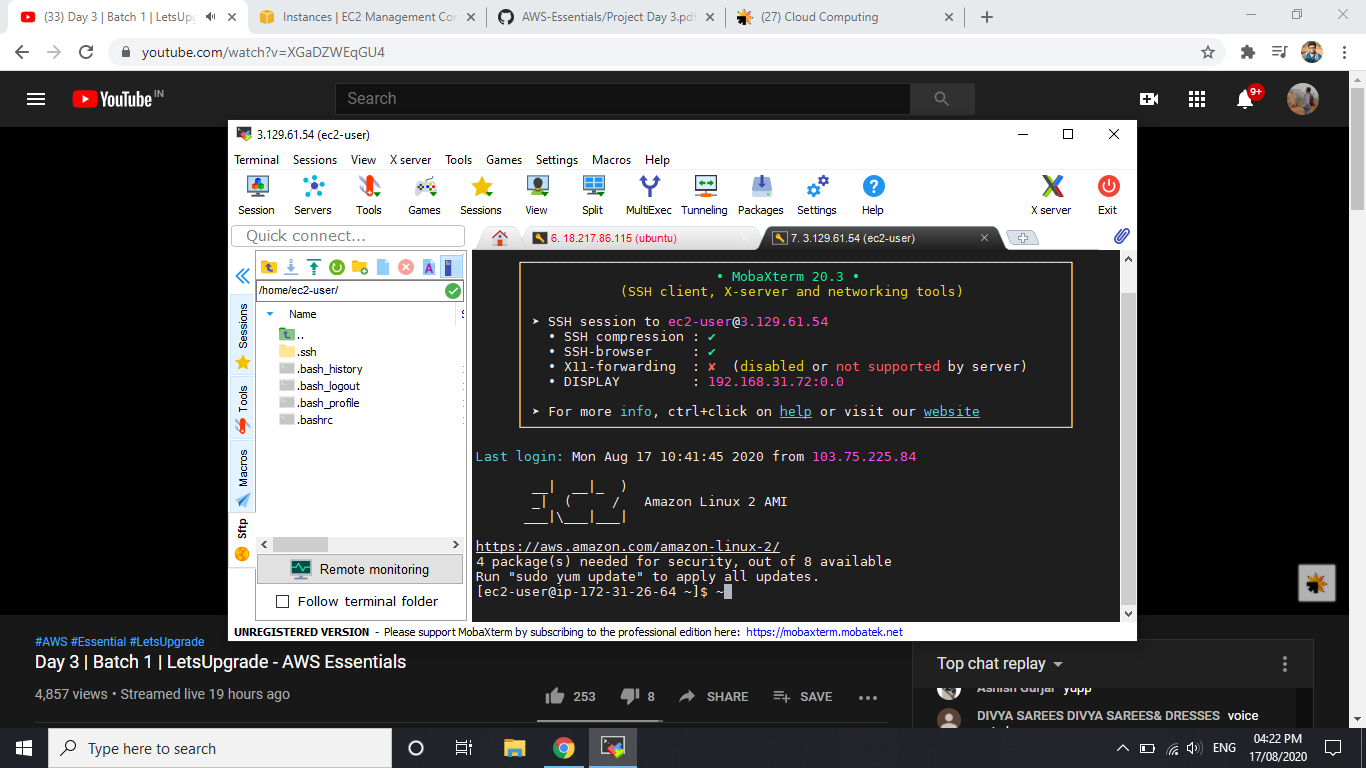 (33) Day 3 | Batch 1 | LetsUpg
Instances | EC2 Management Con
AWS-Essentials/Project Day 3.pdf
(27) Cloud Computing
youtube.com/watch?v=XGaDZWEqGU4
YouTube IN
Search
9+
3.129.61.54 (ec2-user)
Terminal Sessions View X server Tools Games Settings Macros Help
Session Servers Tools Games Sessions View Split MultiExec Tunneling Packages Settings Help X server Exit
Quick connect...
6. 18.217.86.115 (ubuntu)
7. 3.129.61.54 (ec2-user)
/home/ec2-user/
Name
..
.ssh
.bash_history
.bash_logout
.bash_profile
.bashrc
Sessions
Tools
Macros
Sftp
Remote monitoring
Follow terminal folder
• MobaXterm 20.3 •
(SSH client, X-server and networking tools)
➤ SSH session to ec2-user@3.129.61.54
• SSH compression : ✔
• SSH-browser : ✔
• X11-forwarding : ✘ (disabled or not supported by server)
• DISPLAY : 192.168.31.72:0.0
➤ For more info, ctrl+click on help or visit our website
Last login: Mon Aug 17 10:41:45 2020 from 103.75.225.84
__| __|_ )
_| ( / Amazon Linux 2 AMI
___|\___|___|
https://aws.amazon.com/amazon-linux-2/
4 package(s) needed for security, out of 8 available
Run "sudo yum update" to apply all updates.
[ec2-user@ip-172-31-26-64 ~]$ ~
UNREGISTERED VERSION - Please support MobaXterm by subscribing to the professional edition here: https://mobaxterm.mobatek.net
#AWS #Essential #LetsUpgrade
Day 3 | Batch 1 | LetsUpgrade - AWS Essentials
4,857 views • Streamed live 19 hours ago
253 8 SHARE SAVE
Top chat replay
Ashish Gurjar yupp
DIVYA SAREES DIVYA SAREES& DRESSES voice
Type here to search
ENG
04:22 PM
17/08/2020